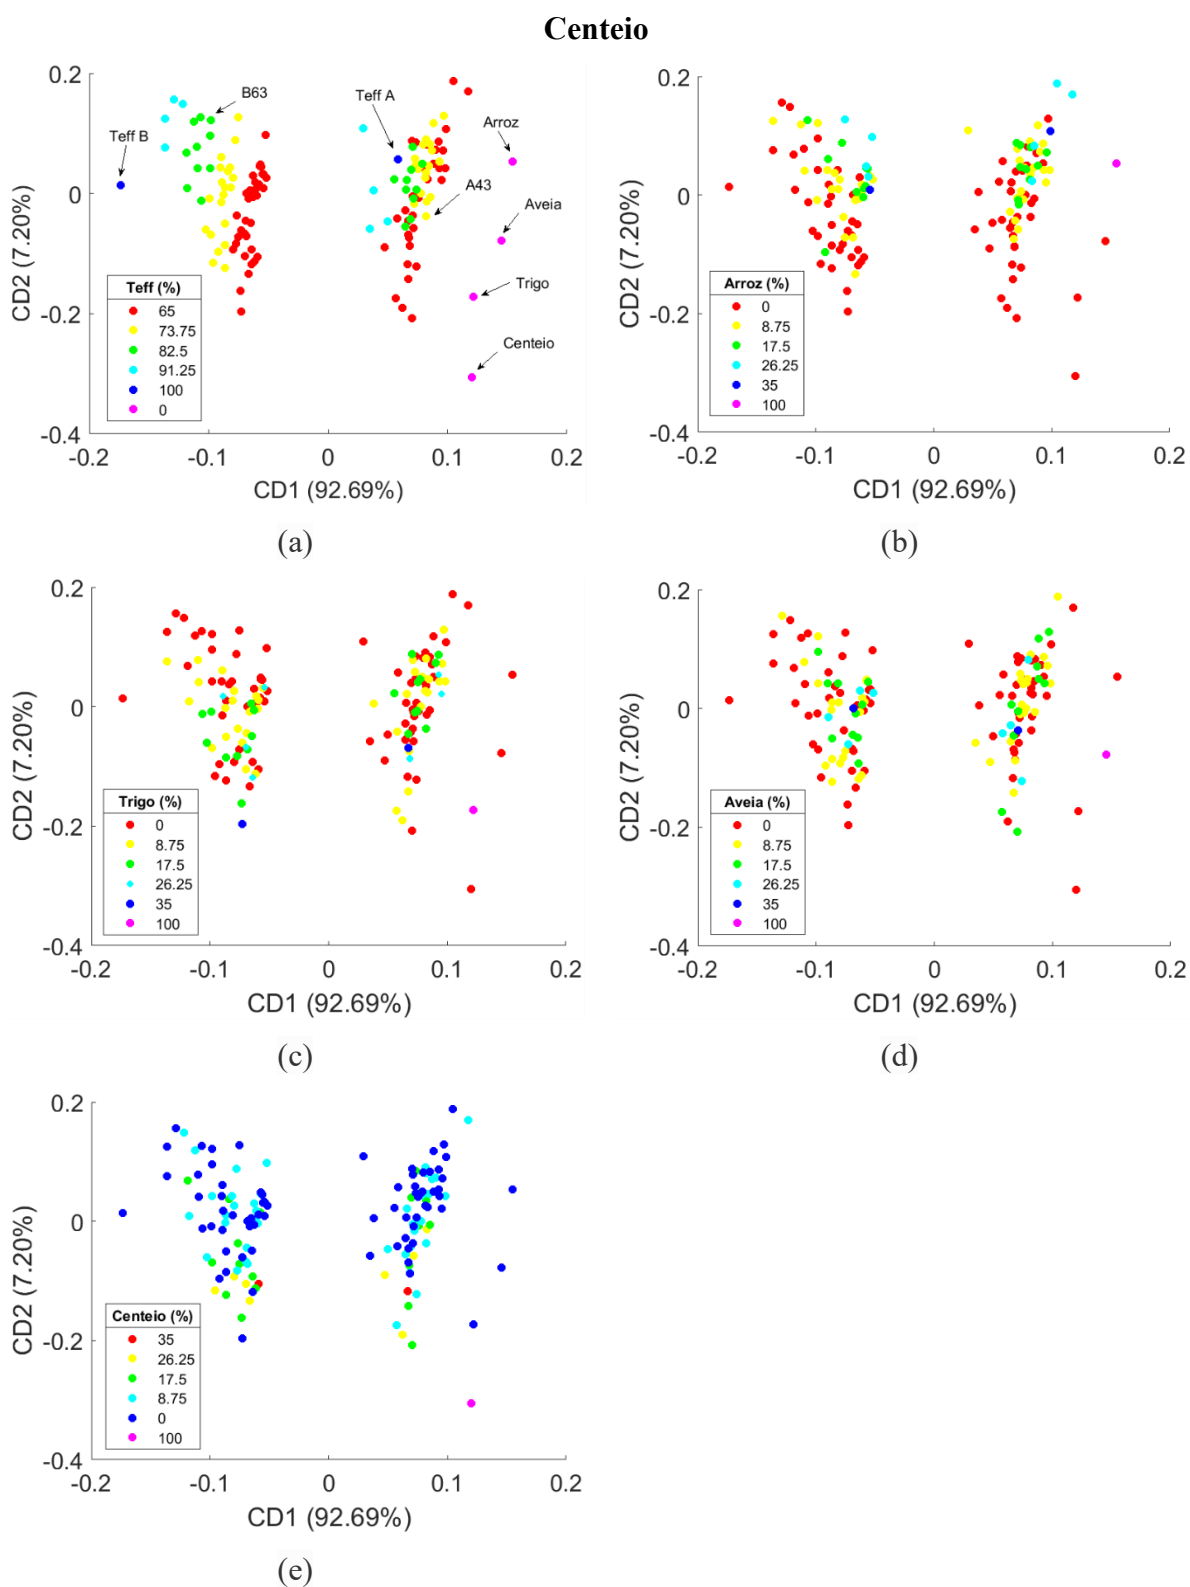 Centeio
0.2
0
-0.2
-0.4
CD2 (7.20%)
Teff B
B63
Teff A
Arroz
A43
Aveia
Trigo
Centeio
Teff (%)
65
73.75
82.5
91.25
100
0
-0.2 -0.1 0 0.1 0.2
CD1 (92.69%)
(a)
0.2
0
-0.2
-0.4
CD2 (7.20%)
Arroz (%)
0
8.75
17.5
26.25
35
100
-0.2 -0.1 0 0.1 0.2
CD1 (92.69%)
(b)
0.2
0
-0.2
-0.4
CD2 (7.20%)
Trigo (%)
0
8.75
17.5
26.25
35
100
-0.2 -0.1 0 0.1 0.2
CD1 (92.69%)
(c)
0.2
0
-0.2
-0.4
CD2 (7.20%)
Aveia (%)
0
8.75
17.5
26.25
35
100
-0.2 -0.1 0 0.1 0.2
CD1 (92.69%)
(d)
0.2
0
-0.2
-0.4
CD2 (7.20%)
Centeio (%)
35
26.25
17.5
8.75
0
100
-0.2 -0.1 0 0.1 0.2
CD1 (92.69%)
(e)